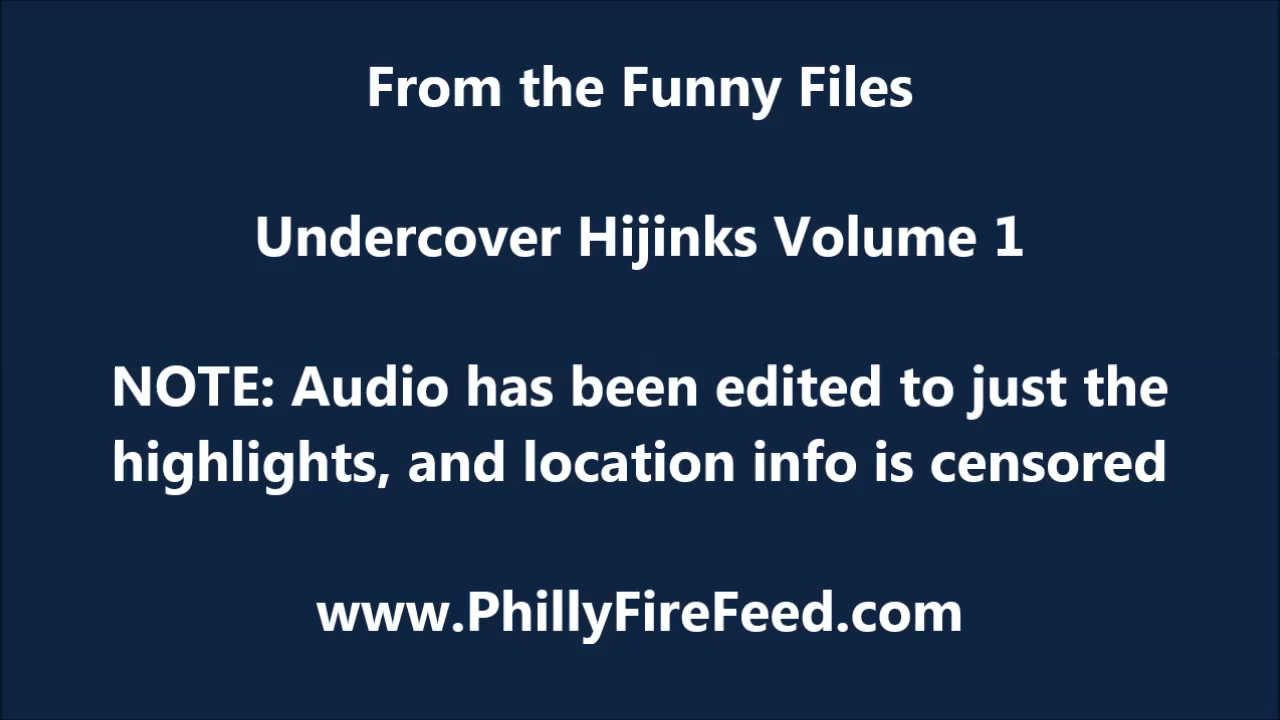 From the Funny Files
Undercover Hijinks Volume 1
NOTE: Audio has been edited to just the
highlights, and location info is censored
www.PhillyFireFeed.com